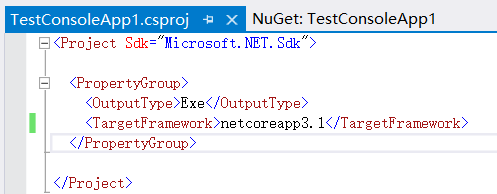 TestConsoleApp1.csproj NuGet: TestConsoleApp1
<Project Sdk="Microsoft.NET.Sdk">
<PropertyGroup>
<OutputType>Exe</OutputType>
<TargetFramework>netcoreapp3.1</TargetFramework>
</PropertyGroup>
</Project>